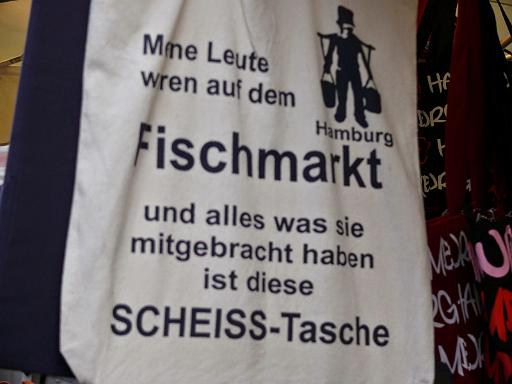 Mne Leute
wren auf dem
Hamburg
Fischmarkt
und alles was sie
mitgebracht haben
ist diese
SCHEISS-Tasche